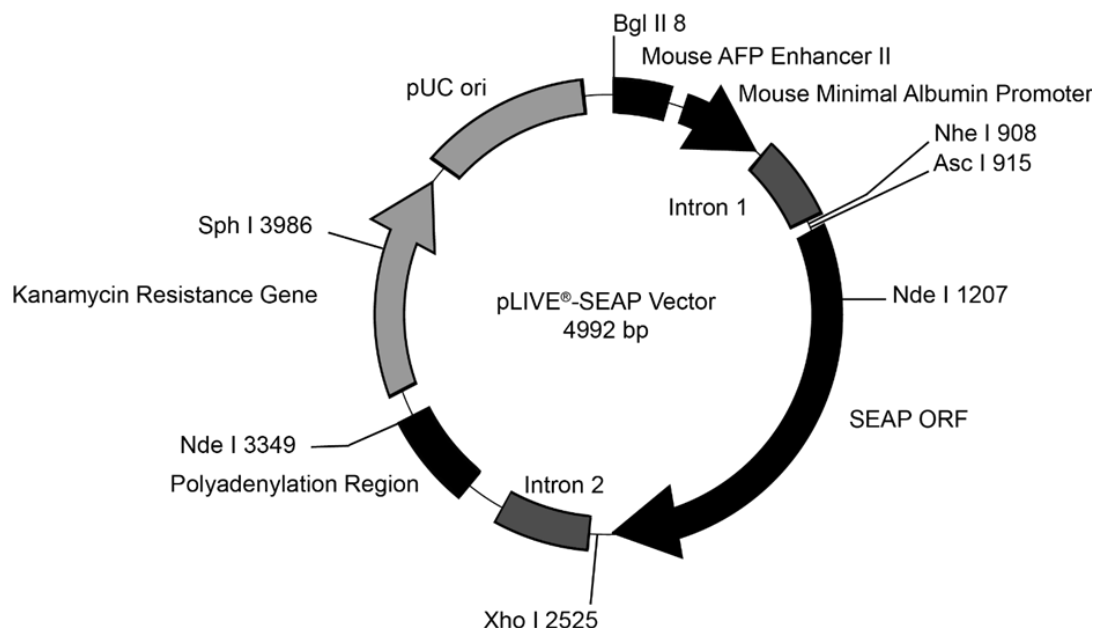 Bgl II 8
Mouse AFP Enhancer II
pUC ori
Mouse Minimal Albumin Promoter
Nhe I 908
Asc I 915
Intron 1
Sph I 3986
Kanamycin Resistance Gene
pLIVE®-SEAP Vector
4992 bp
Nde I 1207
SEAP ORF
Nde I 3349
Polyadenylation Region
Intron 2
Xho I 2525